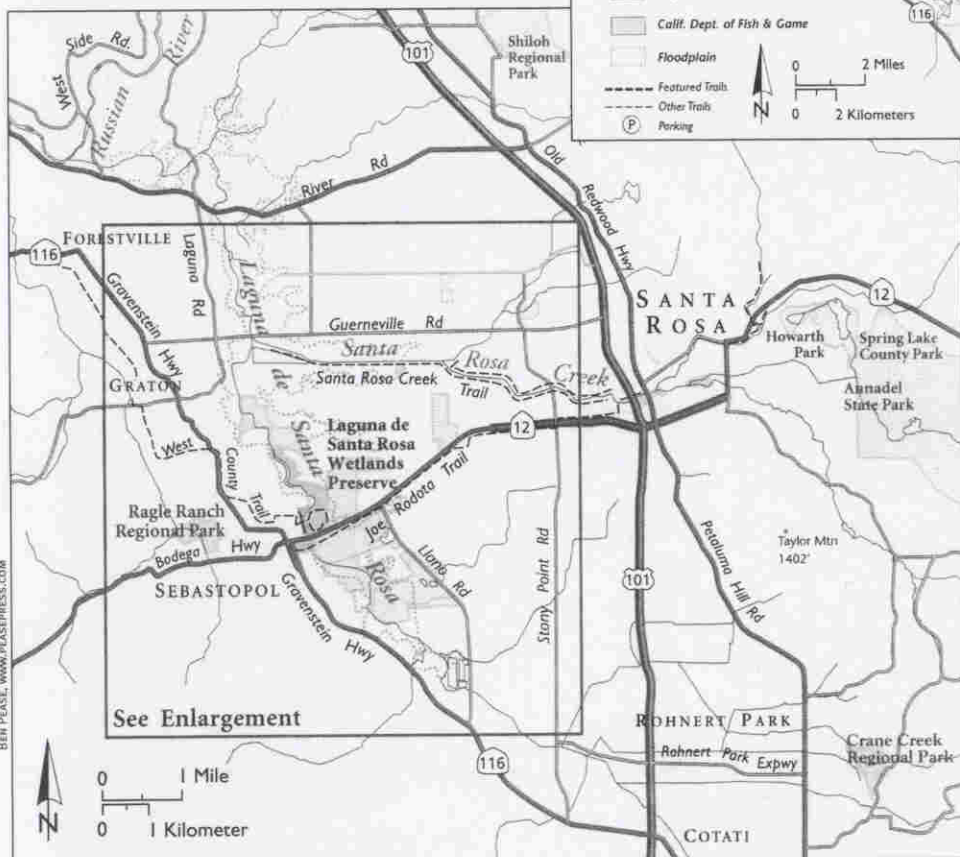 Calif. Dept. of Fish & Game
Floodplain
Featured Trails
Other Trails
P Parking
N
0 2 Miles
0 2 Kilometers
116
West Side Rd.
Russian River
101
Shiloh
Regional
Park
River Rd
Old Redwood Hwy
FORESTVILLE
116
Gravenstein Hwy
Laguna Rd
Laguna de Santa Rosa
Guerneville Rd
SANTA
ROSA
12
Howarth
Park
Spring Lake
County Park
Annadel
State Park
Santa Rosa Creek
Santa Rosa Creek
Trail
GRATON
12
Laguna de
Santa Rosa
Wetlands
Preserve
West County Trail
Joe Rodota Trail
Ragle Ranch
Regional Park
Bodega Hwy
SEBASTOPOL
Gravenstein Hwy
Llano Rd
Stony Point Rd
101
Petaluma Hill Rd
Taylor Mtn
1402'
See Enlargement
ROHNERT PARK
Rohnert Park Expwy
Crane Creek
Regional Park
116
COTATI
N
0 1 Mile
0 1 Kilometer
BEN PEASE, WWW.PEASEPRESS.COM